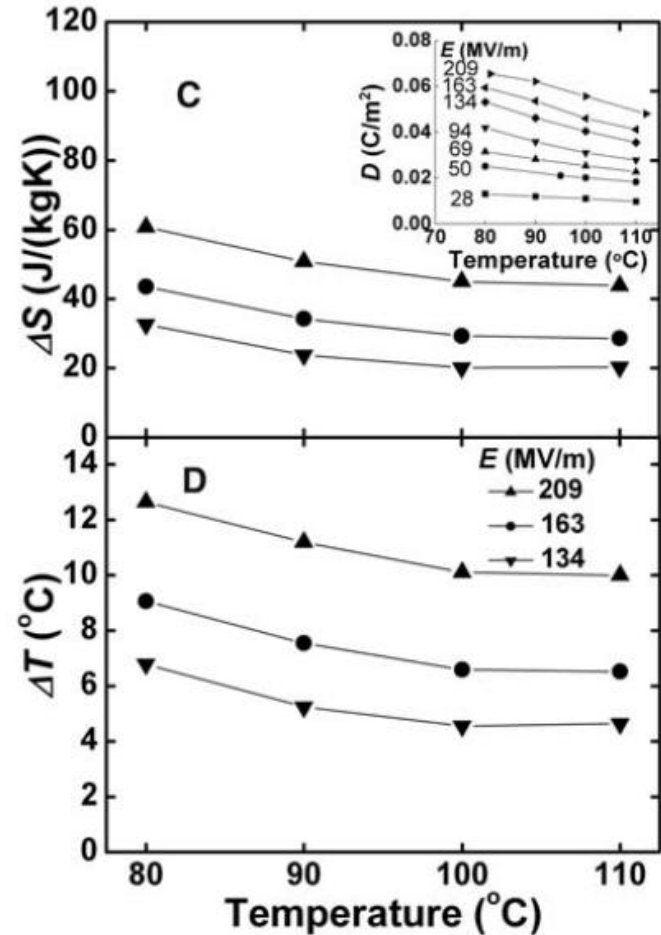 120
100
80
60
40
20
0
ΔS (J/(kgK))
C
0.08
0.06
0.04
0.02
0.00
D (C/m²)
E (MV/m)
209
163
134
94
69
50
28
70 80 90 100 110
Temperature (°C)
14
12
10
8
6
4
2
0
ΔT (°C)
D
E (MV/m)
209
163
134
80 90 100 110
Temperature (°C)